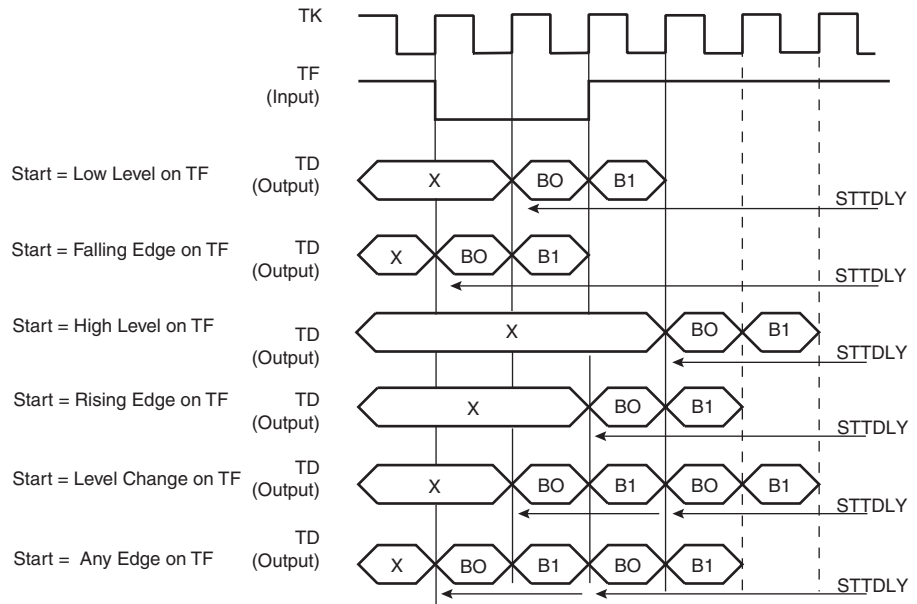 TK
TF
(Input)
Start = Low Level on TF
TD
(Output)
X BO B1
STTDLY
Start = Falling Edge on TF
TD
(Output)
X BO B1
STTDLY
Start = High Level on TF
TD
(Output)
X BO B1
STTDLY
Start = Rising Edge on TF
TD
(Output)
X BO B1
STTDLY
Start = Level Change on TF
TD
(Output)
X BO B1 BO B1
STTDLY
Start = Any Edge on TF
TD
(Output)
X BO B1 BO B1
STTDLY